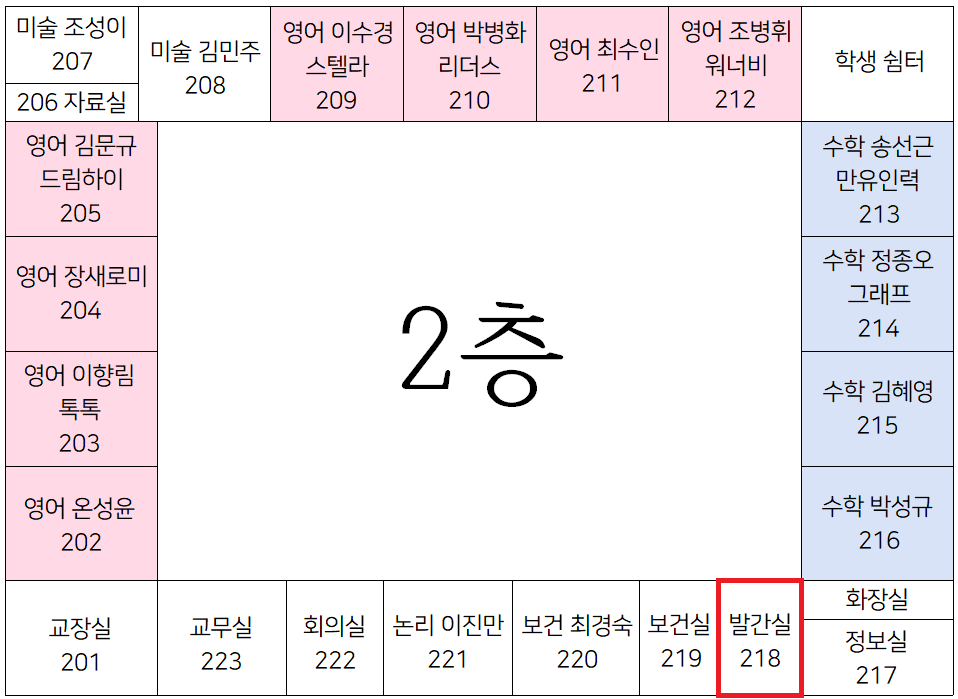 미술 조성이
207
206 자료실
미술 김민주
208
영어 이수경
스텔라
209
영어 박병화
리더스
210
영어 최수인
211
영어 조병휘
워너비
212
학생 쉼터
영어 김문규
드림하이
205
영어 장새로미
204
영어 이향림
톡톡
203
영어 온성윤
202
2층
수학 송선근
만유인력
213
수학 정종오
그래프
214
수학 김혜영
215
수학 박성규
216
교장실
201
교무실
223
회의실
222
논리 이진만
221
보건 최경숙
220
보건실
219
발간실
218
화장실
정보실
217